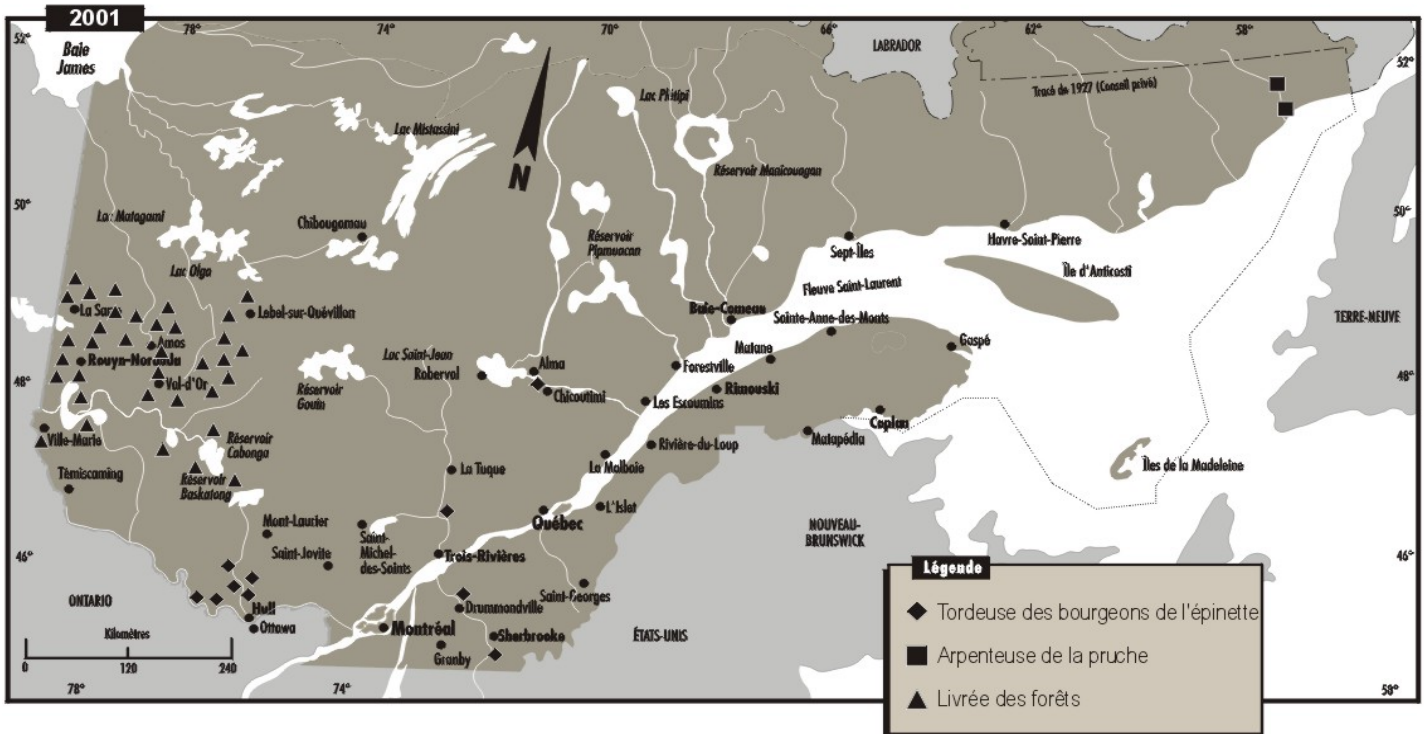 2001
78°
74°
70°
66°
62°
58°
52°
52°
Baie
James
LABRADOR
Tracé de 1927 (Conseil privé)
Lac Plétipi
Lac Mistassini
N
Réservoir Manicouagan
50°
50°
Lac Matagami
Chibougamau
Lac Olga
Réservoir
Pipmuacan
Sept-Îles
Havre-Saint-Pierre
Île d'Anticosti
Fleuve Saint-Laurent
La Sarre
Lebel-sur-Quévillon
Baie-Comeau
Sainte-Anne-des-Monts
TERRE-NEUVE
Amos
Rouyn-Noranda
Val-d'Or
Lac Saint-Jean
Roberval
Alma
Chicoutimi
Forestville
Matane
Gaspé
48°
48°
Réservoir
Gouin
Les Escoumins
Rimouski
Caplan
Matapédia
Ville-Marie
Réservoir
Cabonga
Rivière-du-Loup
La Malbaie
La Tuque
Îles de la Madeleine
Témiscaming
Réservoir
Baskatong
Mont-Laurier
Saint-Jovite
Saint-
Michel-
des-Saints
Québec
L'Islet
NOUVEAU-
BRUNSWICK
46°
46°
Trois-Rivières
Saint-Georges
Drummondville
ONTARIO
Hull
Ottawa
Montréal
Sherbrooke
Granby
ÉTATS-UNIS
Kilomètres
0
120
240
78°
74°
58°
Légende
Tordeuse des bourgeons de l'épinette
Arpenteuse de la pruche
Livrée des forêts